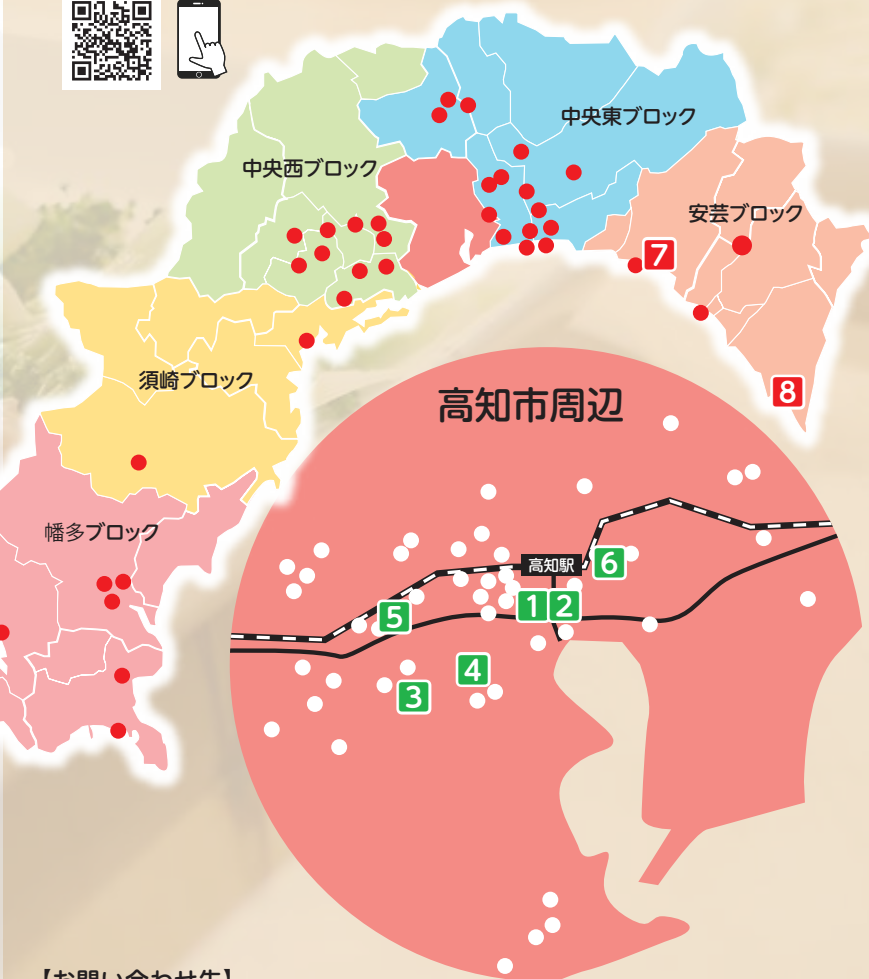 中央東ブロック
中央西ブロック
安芸ブロック
7
須崎ブロック
8
高知市周辺
幡多ブロック
高知駅
6
1 2
5
4
3
【お問い合わせ先】